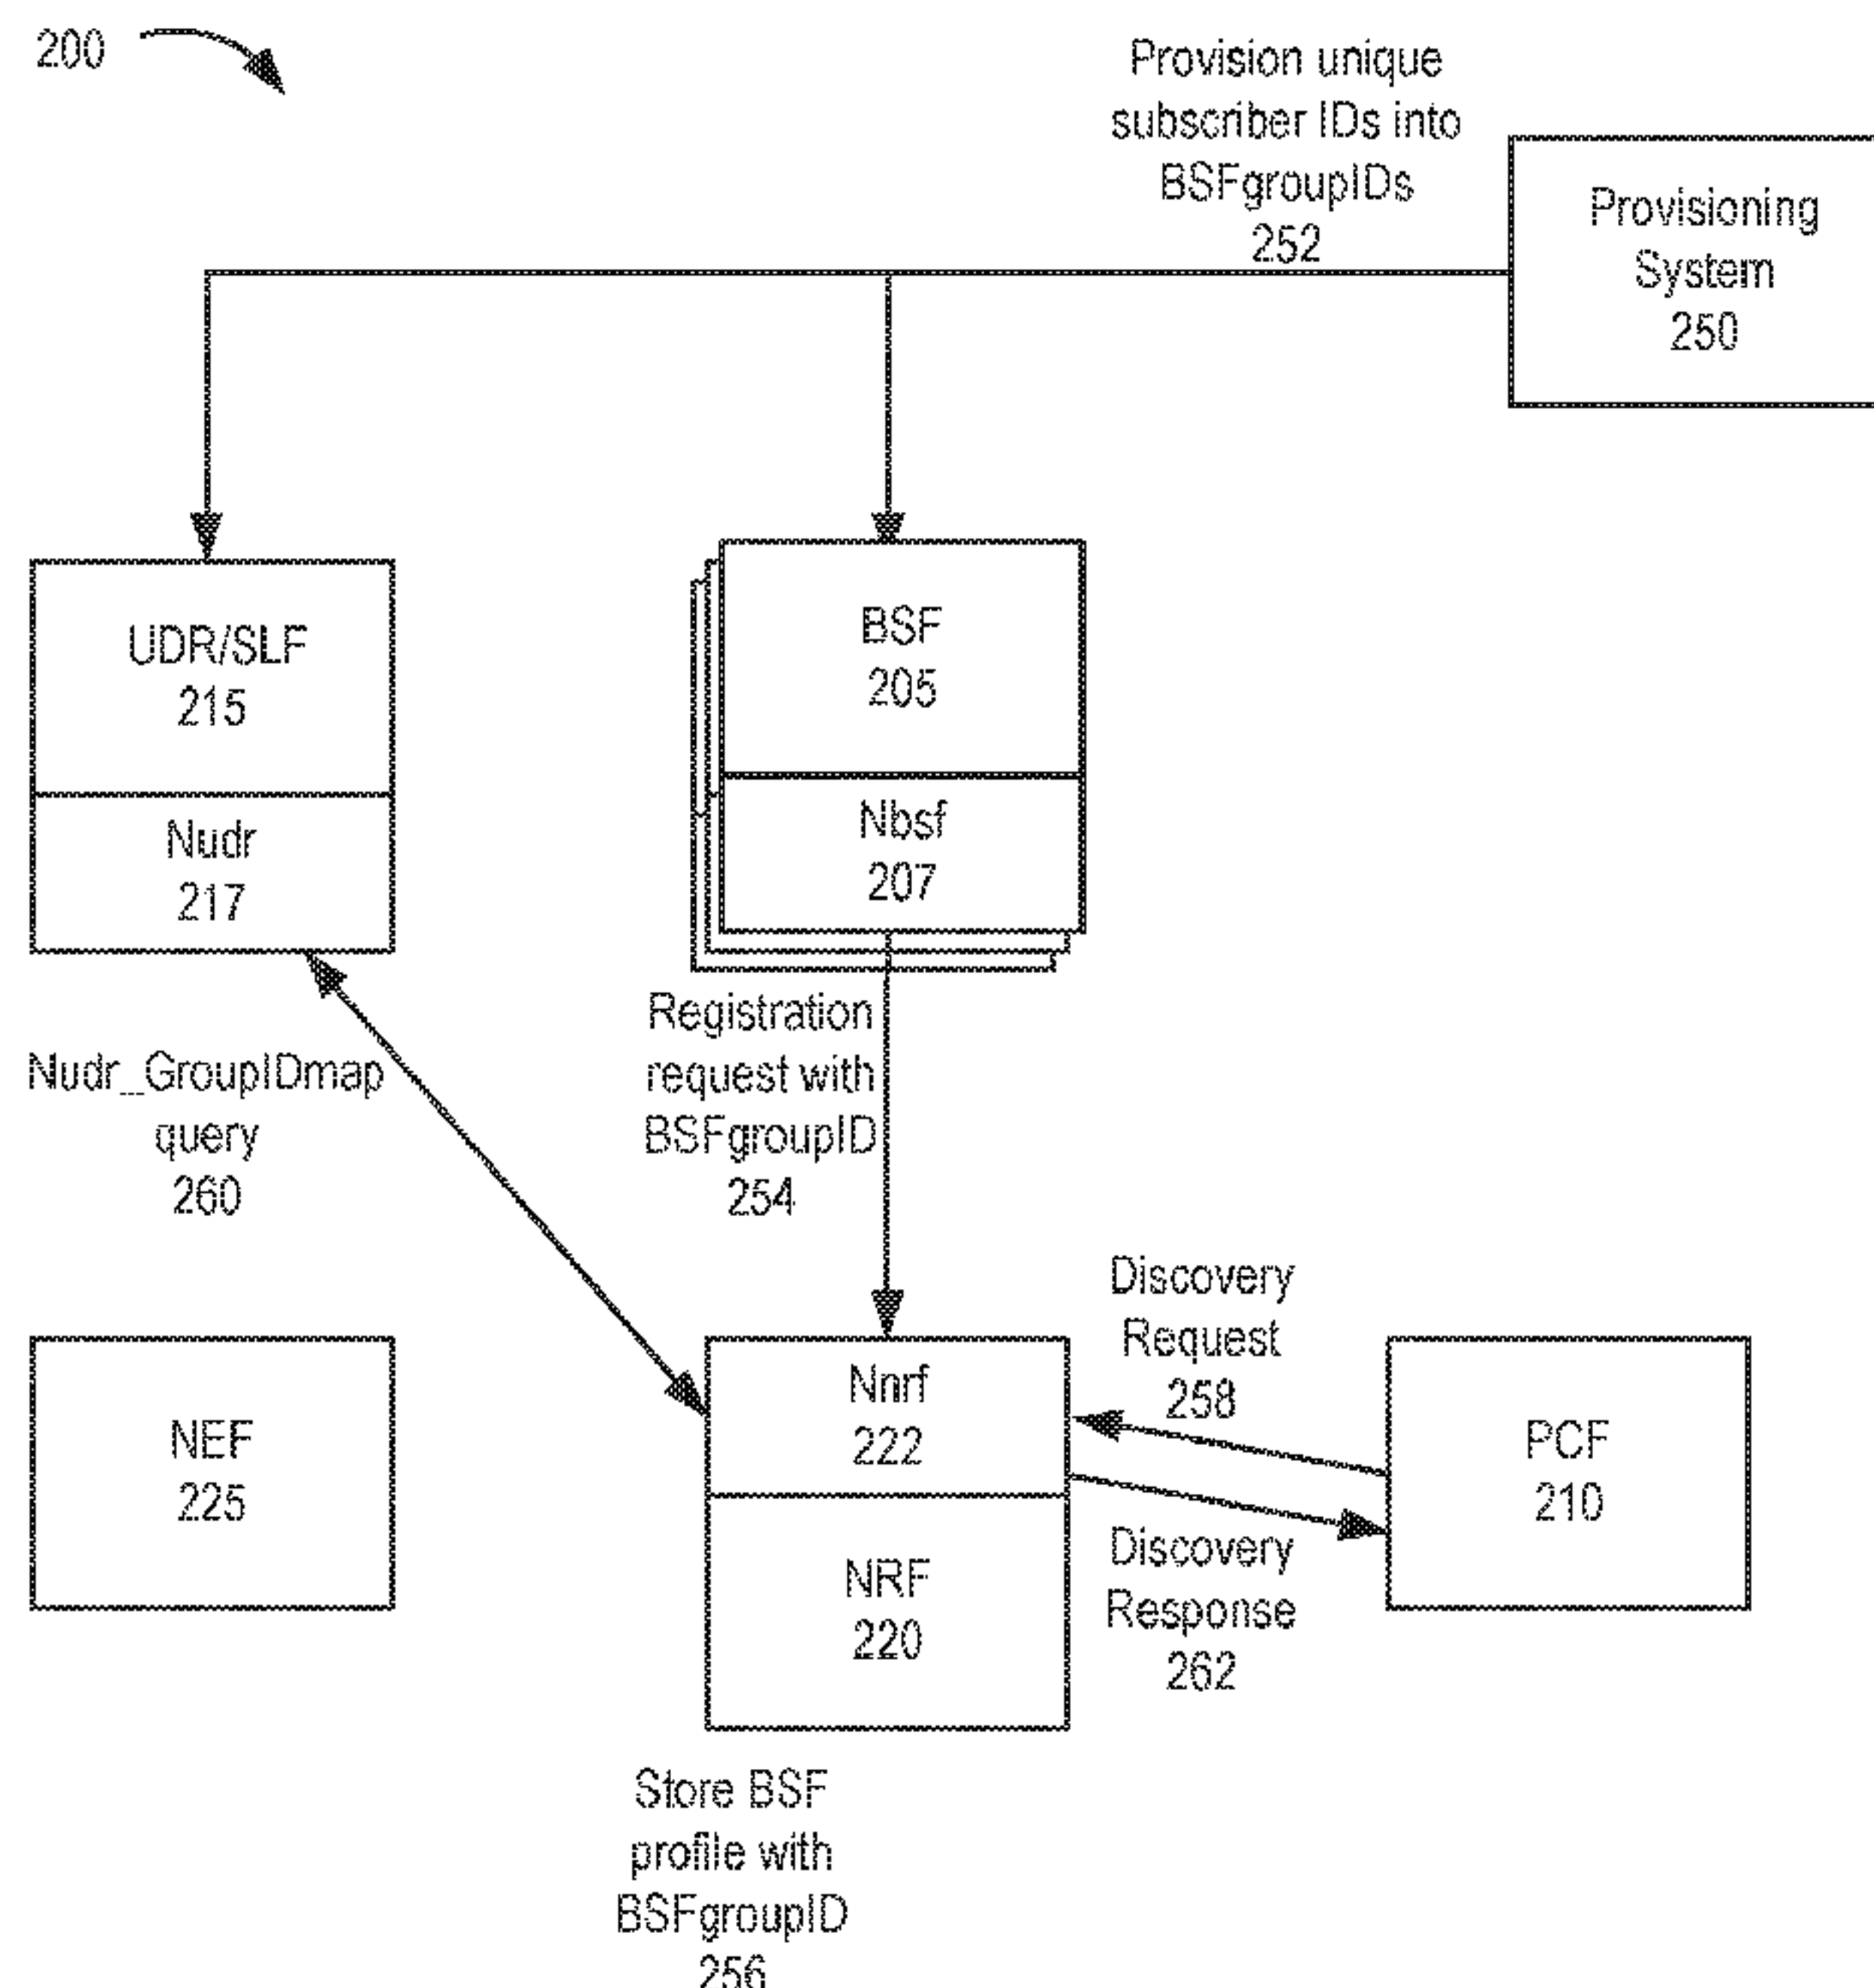 200
Provision unique
subscriber IDs into
BSFgroupIDs
252
Provisioning
System
250
UDR/SLF
215
Nudr
217
BSF
205
Nbsf
207
Nudr_GroupIDmap
query
260
Registration
request with
BSFgroupID
254
NEF
225
Nnrf
222
NRF
220
Discovery
Request
258
Discovery
Response
262
PCF
210
Store BSF
profile with
BSFgroupID
256